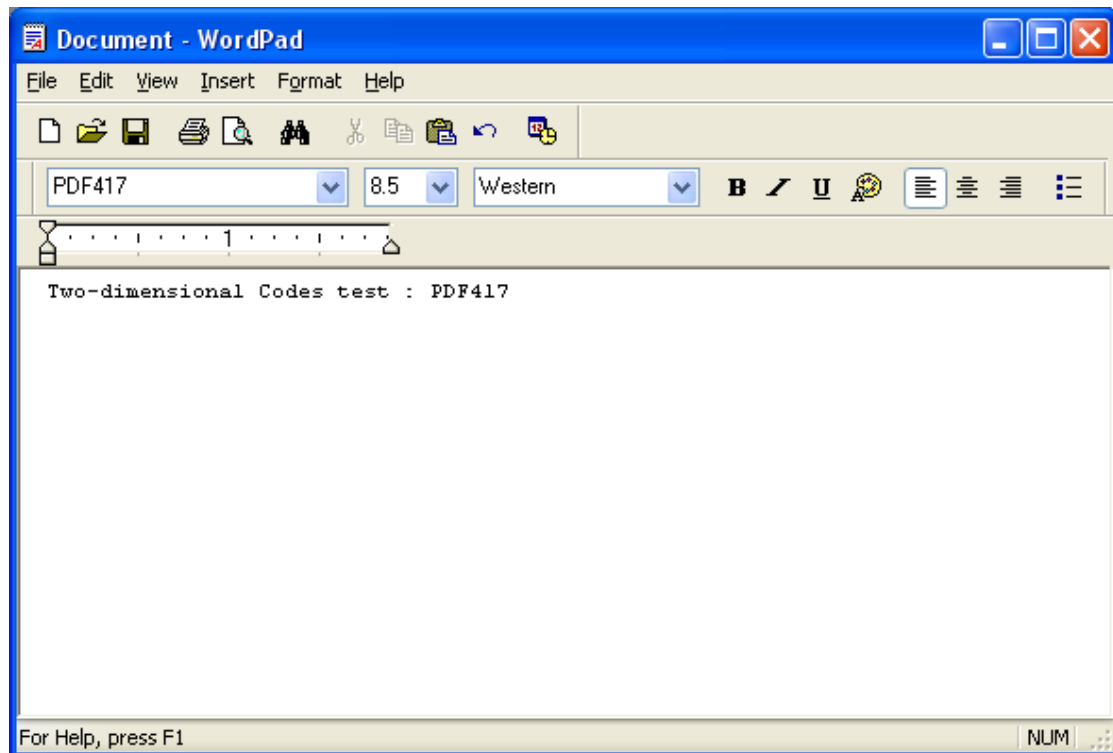 Document - WordPad
File Edit View Insert Format Help
PDF417 8.5 Western B I U
1
Two-dimensional Codes test : PDF417
For Help, press F1 NUM